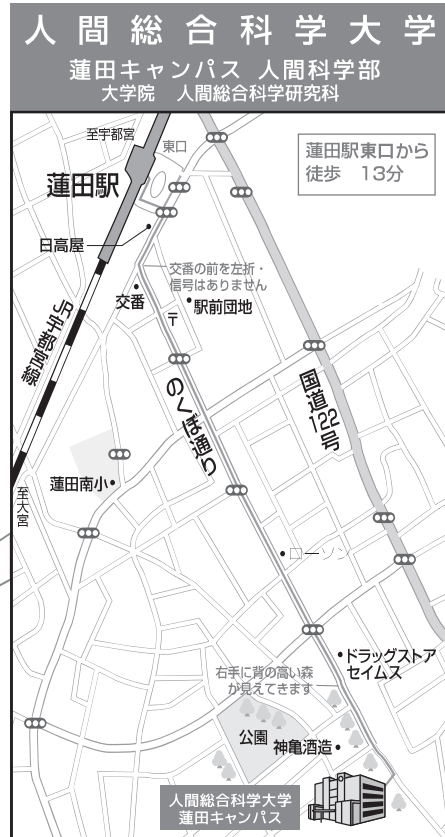 人間総合科学大学
蓮田キャンパス 人間科学部
大学院 人間総合科学研究科
蓮田駅東口から
徒歩 13分
至宇都宮
東口
蓮田駅
日高屋
交番の前を左折・
信号はありません
交番
〒
駅前団地
JR宇都宮線
のくぼ通り
国道122号
蓮田南小
至大宮
ローソン
ドラッグストア
セイムス
右手に背の高い森
が見えてきます
公園
神亀酒造
人間総合科学大学
蓮田キャンパス